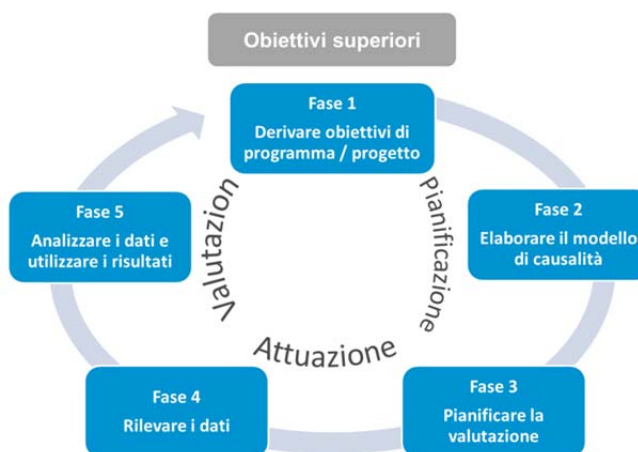 Obiettivi superiori
Fase 1
Derivare obiettivi di
programma / progetto
Fase 2
Elaborare il modello
di causalità
Fase 3
Pianificare la
valutazione
Fase 4
Rilevare i dati
Fase 5
Analizzare i dati e
utilizzare i risultati
Pianificazione
Attuazione
Valutazion